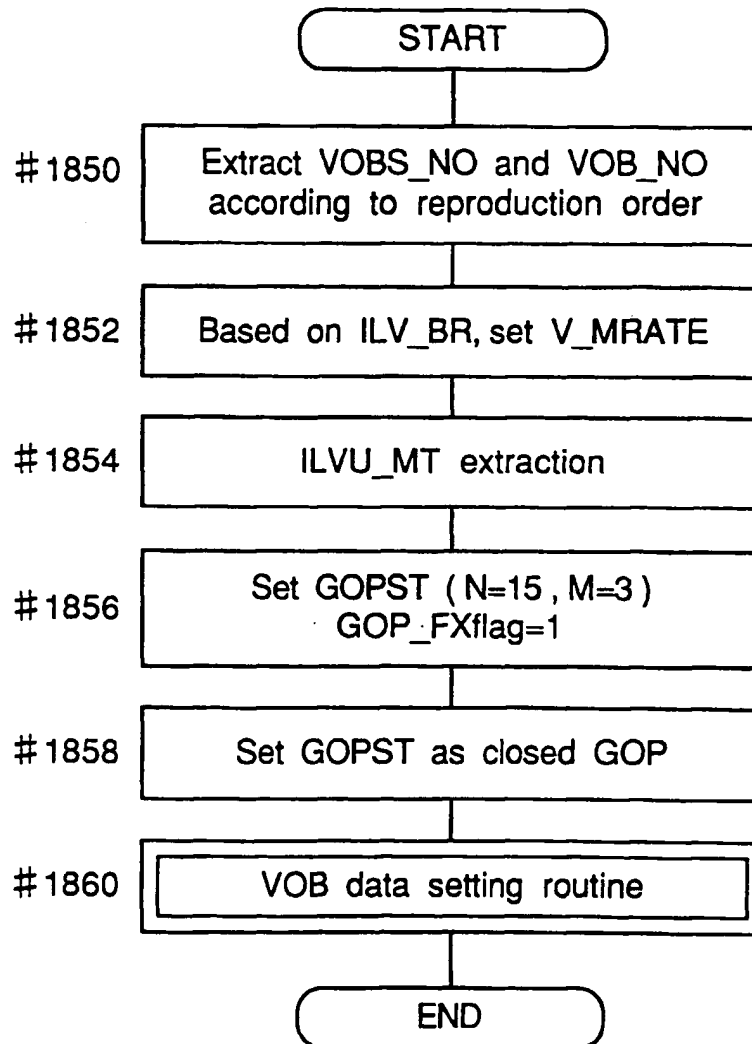 START
#1850
Extract VOBS_NO and VOB_NO
according to reproduction order
#1852
Based on ILV_BR, set V_MRATE
#1854
ILVU_MT extraction
#1856
Set GOPST (N=15, M=3)
GOP_FXflag=1
#1858
Set GOPST as closed GOP
#1860
VOB data setting routine
END